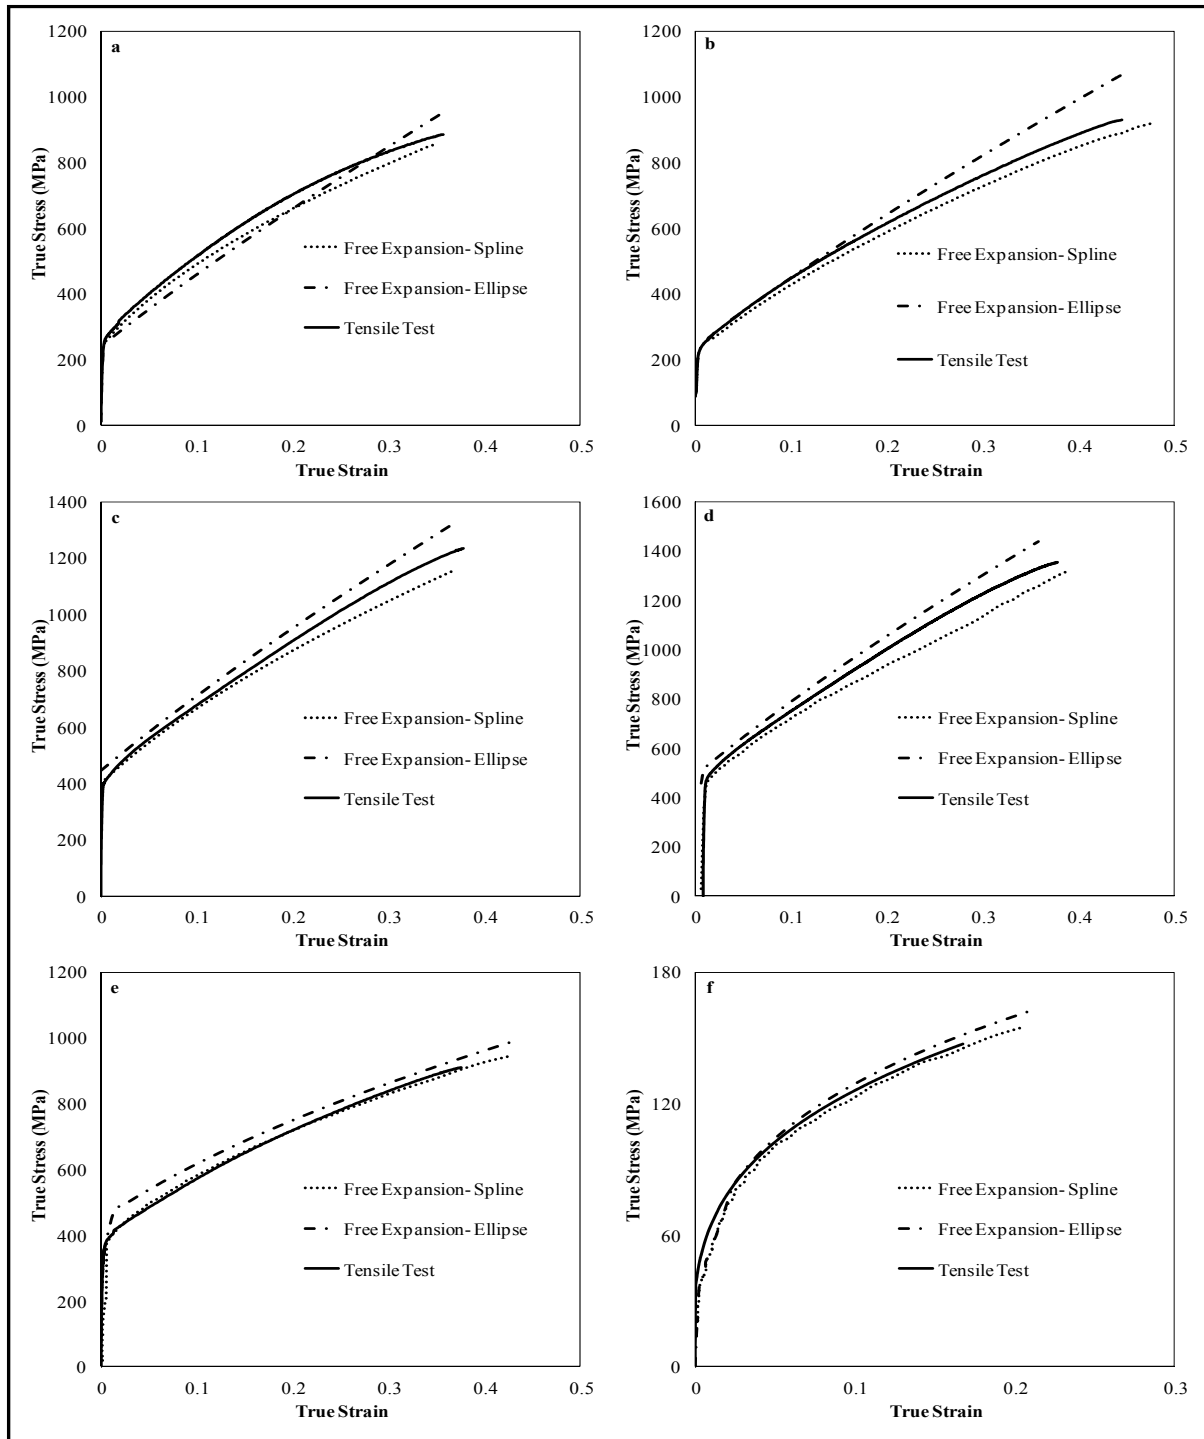 a
1200
1000
800
600
400
200
0
0 0.1 0.2 0.3 0.4 0.5
True Stress (MPa)
True Strain
Free Expansion- Spline
Free Expansion- Ellipse
Tensile Test
b
1200
1000
800
600
400
200
0
0 0.1 0.2 0.3 0.4 0.5
True Stress (MPa)
True Strain
Free Expansion- Spline
Free Expansion- Ellipse
Tensile Test
c
1400
1200
1000
800
600
400
200
0
0 0.1 0.2 0.3 0.4 0.5
True Stress (MPa)
True Strain
Free Expansion- Spline
Free Expansion- Ellipse
Tensile Test
d
1600
1400
1200
1000
800
600
400
200
0
0 0.1 0.2 0.3 0.4 0.5
True Stress (MPa)
True Strain
Free Expansion- Spline
Free Expansion- Ellipse
Tensile Test
e
1200
1000
800
600
400
200
0
0 0.1 0.2 0.3 0.4 0.5
True Stress (MPa)
True Strain
Free Expansion- Spline
Free Expansion- Ellipse
Tensile Test
f
180
120
60
0
0 0.1 0.2 0.3
True Stress (MPa)
True Strain
Free Expansion- Spline
Free Expansion- Ellipse
Tensile Test